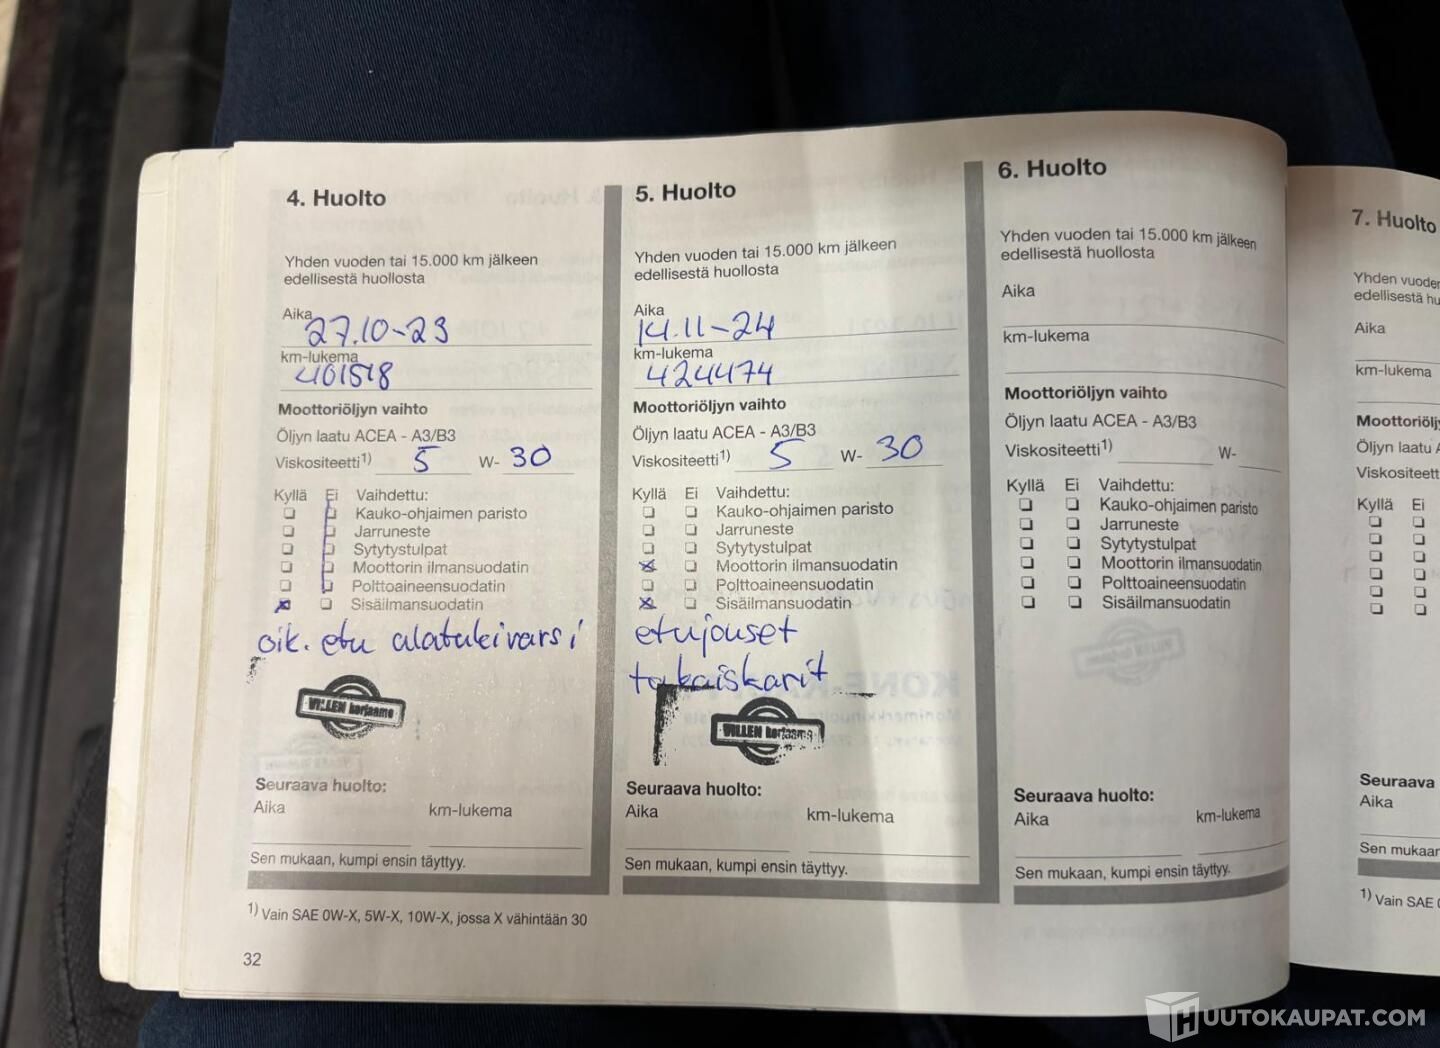 4. Huolto
Yhden vuoden tai 15.000 km jälkeen
edellisestä huollosta
Aika
27.10-23
km-lukema
401518
Moottoriöljyn vaihto
Öljyn laatu ACEA - A3/B3
Viskositeetti1) 5 W- 30
Kyllä Ei Vaihdettu:
Kauko-ohjaimen paristo
Jarruneste
Sytytystulpat
Moottorin ilmansuodatin
Polttoaineensuodatin
Sisäilmansuodatin
oik. etu alatukivarsi
VILLEN korjaamo
Seuraava huolto:
Aika km-lukema
Sen mukaan, kumpi ensin täyttyy.
1) Vain SAE 0W-X, 5W-X, 10W-X, jossa X vähintään 30
32
5. Huolto
Yhden vuoden tai 15.000 km jälkeen
edellisestä huollosta
Aika
14.11-24
km-lukema
424474
Moottoriöljyn vaihto
Öljyn laatu ACEA - A3/B3
Viskositeetti1) 5 W- 30
Kyllä Ei Vaihdettu:
Kauko-ohjaimen paristo
Jarruneste
Sytytystulpat
Moottorin ilmansuodatin
Polttoaineensuodatin
Sisäilmansuodatin
etujouset
takaiskarit
VILLEN korjaamo
Seuraava huolto:
Aika km-lukema
Sen mukaan, kumpi ensin täyttyy.
6. Huolto
Yhden vuoden tai 15.000 km jälkeen
edellisestä huollosta
Aika
km-lukema
Moottoriöljyn vaihto
Öljyn laatu ACEA - A3/B3
Viskositeetti1) W-
Kyllä Ei Vaihdettu:
Kauko-ohjaimen paristo
Jarruneste
Sytytystulpat
Moottorin ilmansuodatin
Polttoaineensuodatin
Sisäilmansuodatin
Seuraava huolto:
Aika km-lukema
Sen mukaan, kumpi ensin täyttyy.
7. Huolto
Yhden vuoden
edellisestä hu
Aika
km-lukema
Moottoriölj
Öljyn laatu A
Viskositeett
Kyllä Ei
Seuraava
Aika
Sen mukaan
1) Vain SAE
HUUTOKAUPAT.COM